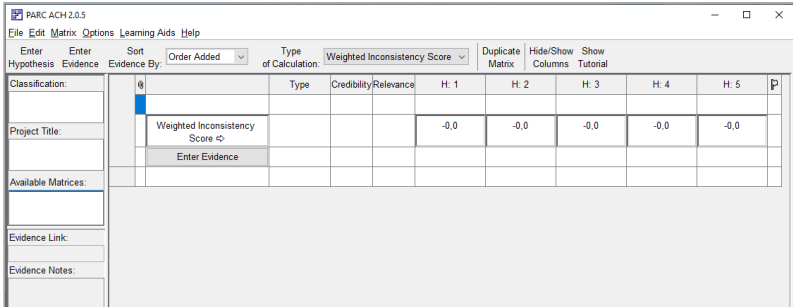 PARC ACH 2.0.5
File Edit Matrix Options Learning Aids Help
Enter Hypothesis
Enter Evidence
Sort Evidence By:
Order Added
Type of Calculation:
Weighted Inconsistency Score
Duplicate Matrix
Hide/Show Columns
Show Tutorial
Classification:
Project Title:
Available Matrices:
Evidence Link:
Evidence Notes:
Type Credibility Relevance H: 1 H: 2 H: 3 H: 4 H: 5
Weighted Inconsistency
Score ⇨
-0,0 -0,0 -0,0 -0,0 -0,0
Enter Evidence